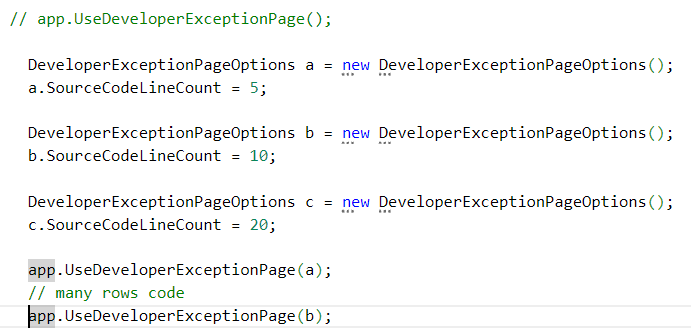 // app.UseDeveloperExceptionPage();
DeveloperExceptionPageOptions a = new DeveloperExceptionPageOptions();
a.SourceCodeLineCount = 5;
DeveloperExceptionPageOptions b = new DeveloperExceptionPageOptions();
b.SourceCodeLineCount = 10;
DeveloperExceptionPageOptions c = new DeveloperExceptionPageOptions();
c.SourceCodeLineCount = 20;
app.UseDeveloperExceptionPage(a);
// many rows code
app.UseDeveloperExceptionPage(b);